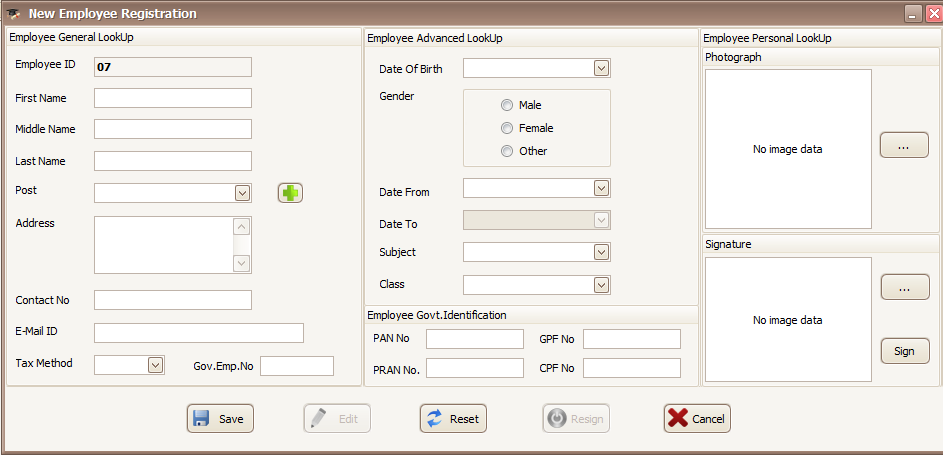 New Employee Registration
Employee General LookUp
Employee ID
07
First Name
Middle Name
Last Name
Post
Address
Contact No
E-Mail ID
Tax Method
Gov.Emp.No
Employee Advanced LookUp
Date Of Birth
Gender
Male
Female
Other
Date From
Date To
Subject
Class
Employee Govt.Identification
PAN No
GPF No
PRAN No.
CPF No
Employee Personal LookUp
Photograph
No image data
...
Signature
No image data
...
Sign
Save
Edit
Reset
Resign
Cancel